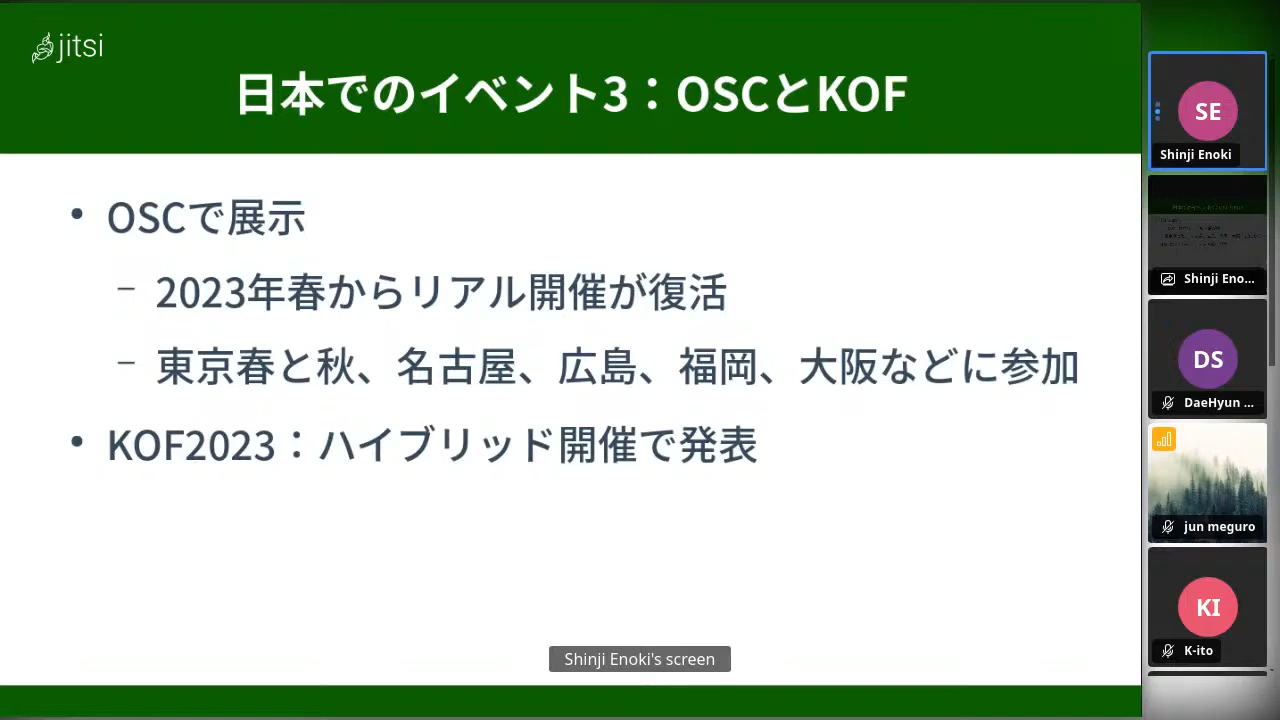 jitsi
日本でのイベント3：OSCとKOF
• OSCで展示
– 2023年春からリアル開催が復活
– 東京春と秋、名古屋、広島、福岡、大阪などに参加
• KOF2023：ハイブリッド開催で発表
Shinji Enoki's screen
SE
Shinji Enoki
Shinji Eno...
DS
DaeHyun ...
jun meguro
KI
K-ito